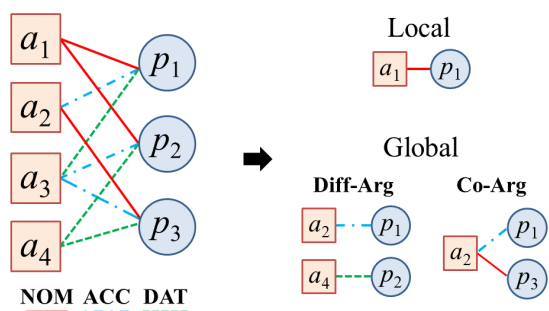 a1
p1
a2
p2
a3
p3
a4
NOM ACC DAT
Local
a1 p1
Global
Diff-Arg Co-Arg
a2 p1
a4 p2
a2 p1
p3